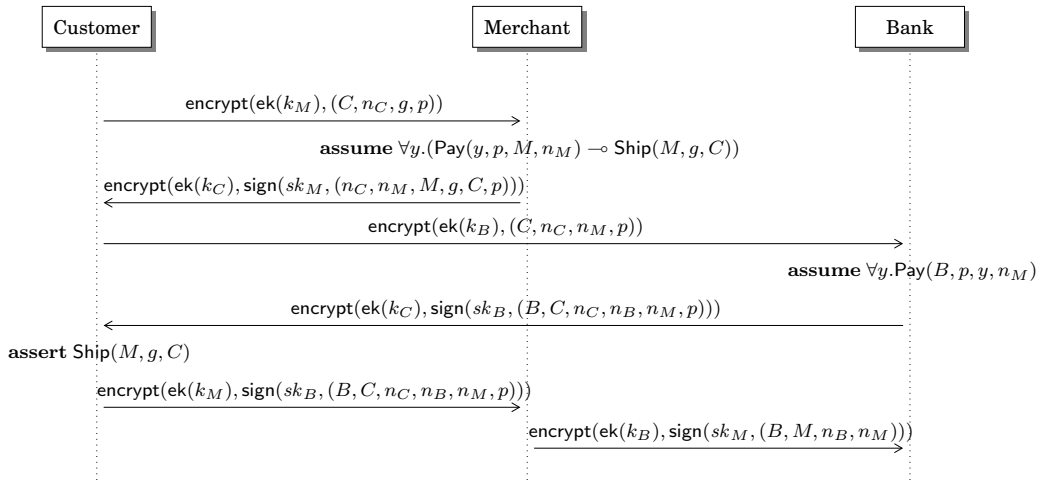 Customer Merchant Bank
encrypt(ek(k_M), (C, n_C, g, p))
assume ∀y.(Pay(y, p, M, n_M) ⊸ Ship(M, g, C))
encrypt(ek(k_C), sign(sk_M, (n_C, n_M, M, g, C, p)))
encrypt(ek(k_B), (C, n_C, n_M, p))
assume ∀y.Pay(B, p, y, n_M)
encrypt(ek(k_C), sign(sk_B, (B, C, n_C, n_B, n_M, p)))
assert Ship(M, g, C)
encrypt(ek(k_M), sign(sk_B, (B, C, n_C, n_B, n_M, p)))
encrypt(ek(k_B), sign(sk_M, (B, M, n_B, n_M)))